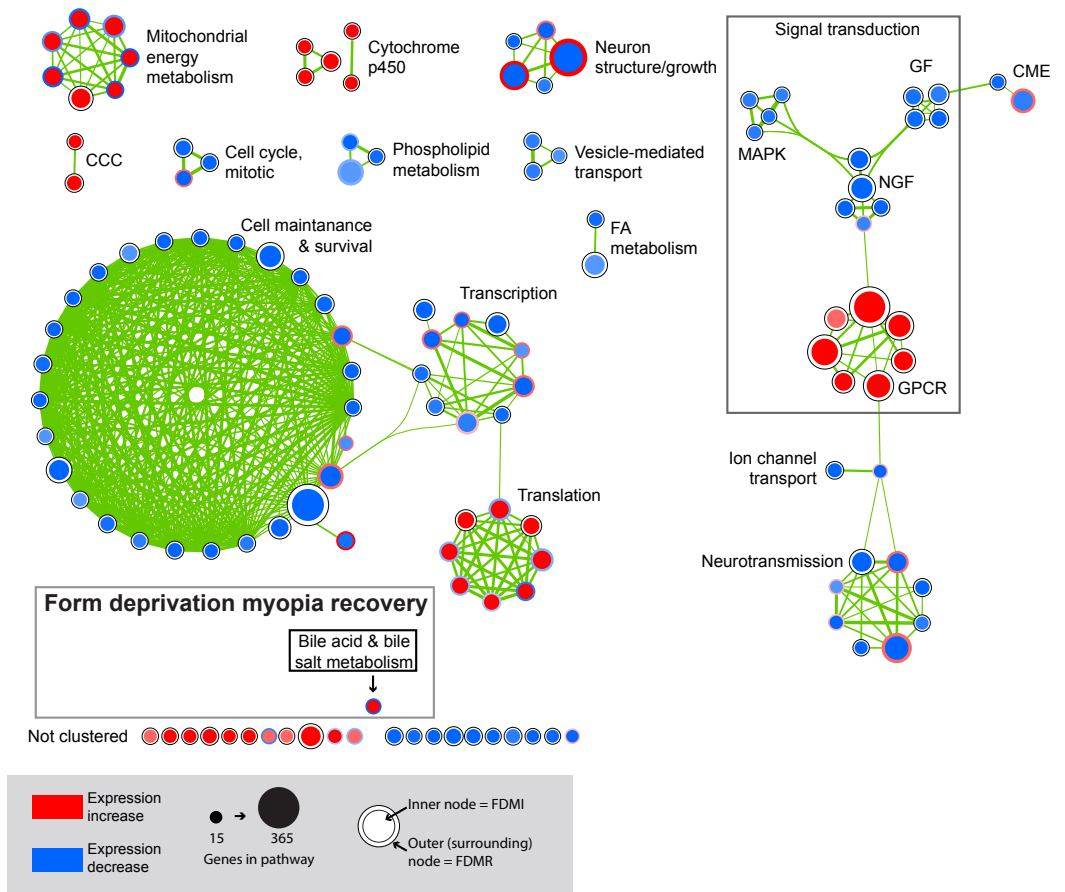 Mitochondrial
energy
metabolism
Cytochrome
p450
Neuron
structure/growth
Signal transduction
GF
CME
MAPK
NGF
GPCR
CCC
Cell cycle,
mitotic
Phospholipid
metabolism
Vesicle-mediated
transport
FA
metabolism
Cell maintanance
& survival
Transcription
Translation
Ion channel
transport
Neurotransmission
Form deprivation myopia recovery
Bile acid & bile
salt metabolism
Not clustered
Expression
increase
Expression
decrease
15
365
Genes in pathway
Inner node = FDMI
Outer (surrounding)
node = FDMR